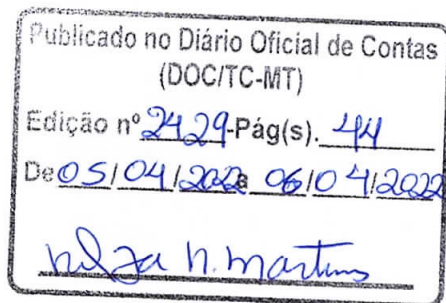 Publicado no Diário Oficial de Contas
(DOC/TC-MT)
Edição nº 2429-Pág(s). 44
De 05/04/2022 a 06/04/2022
n. martins